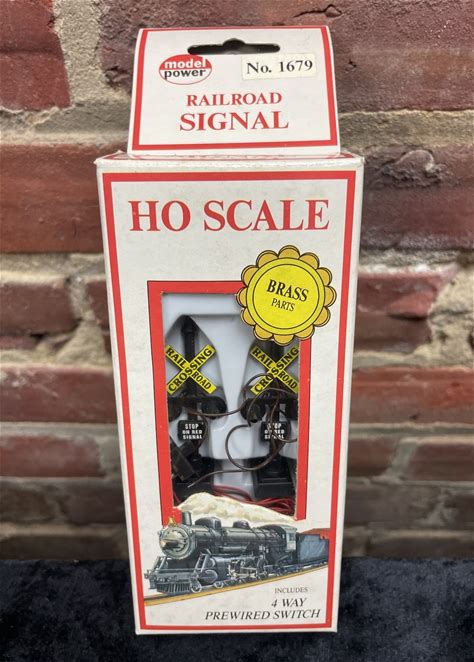 model
power
No. 1679
RAILROAD
SIGNAL
HO SCALE
BRASS
PARTS
RAIL
CROSSING
ROAD
CROSSING
ROAD
STOP
ON RED
SIGNAL
STOP
ON RED
SIGNAL
INCLUDES
4 WAY
PREWIRED SWITCH